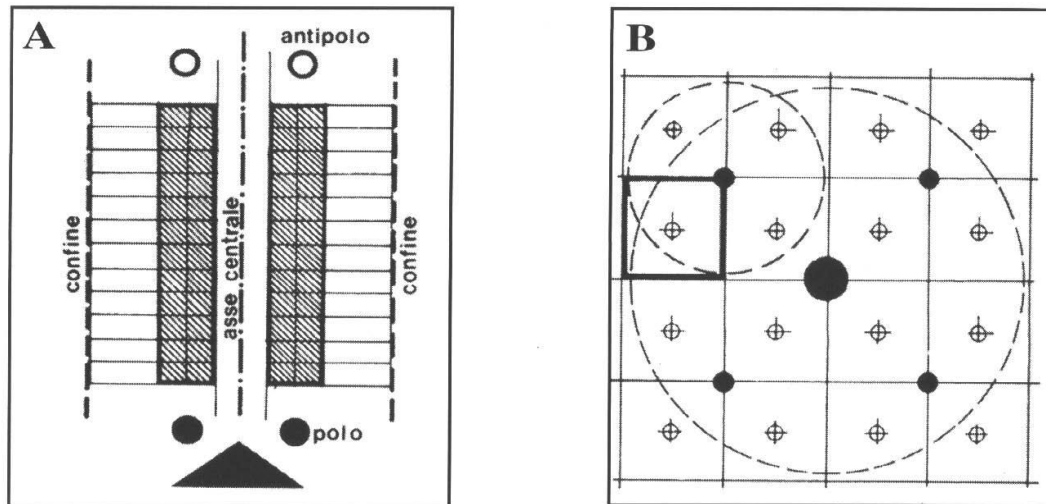 A
antipolo
confine
asse centrale
confine
polo
B